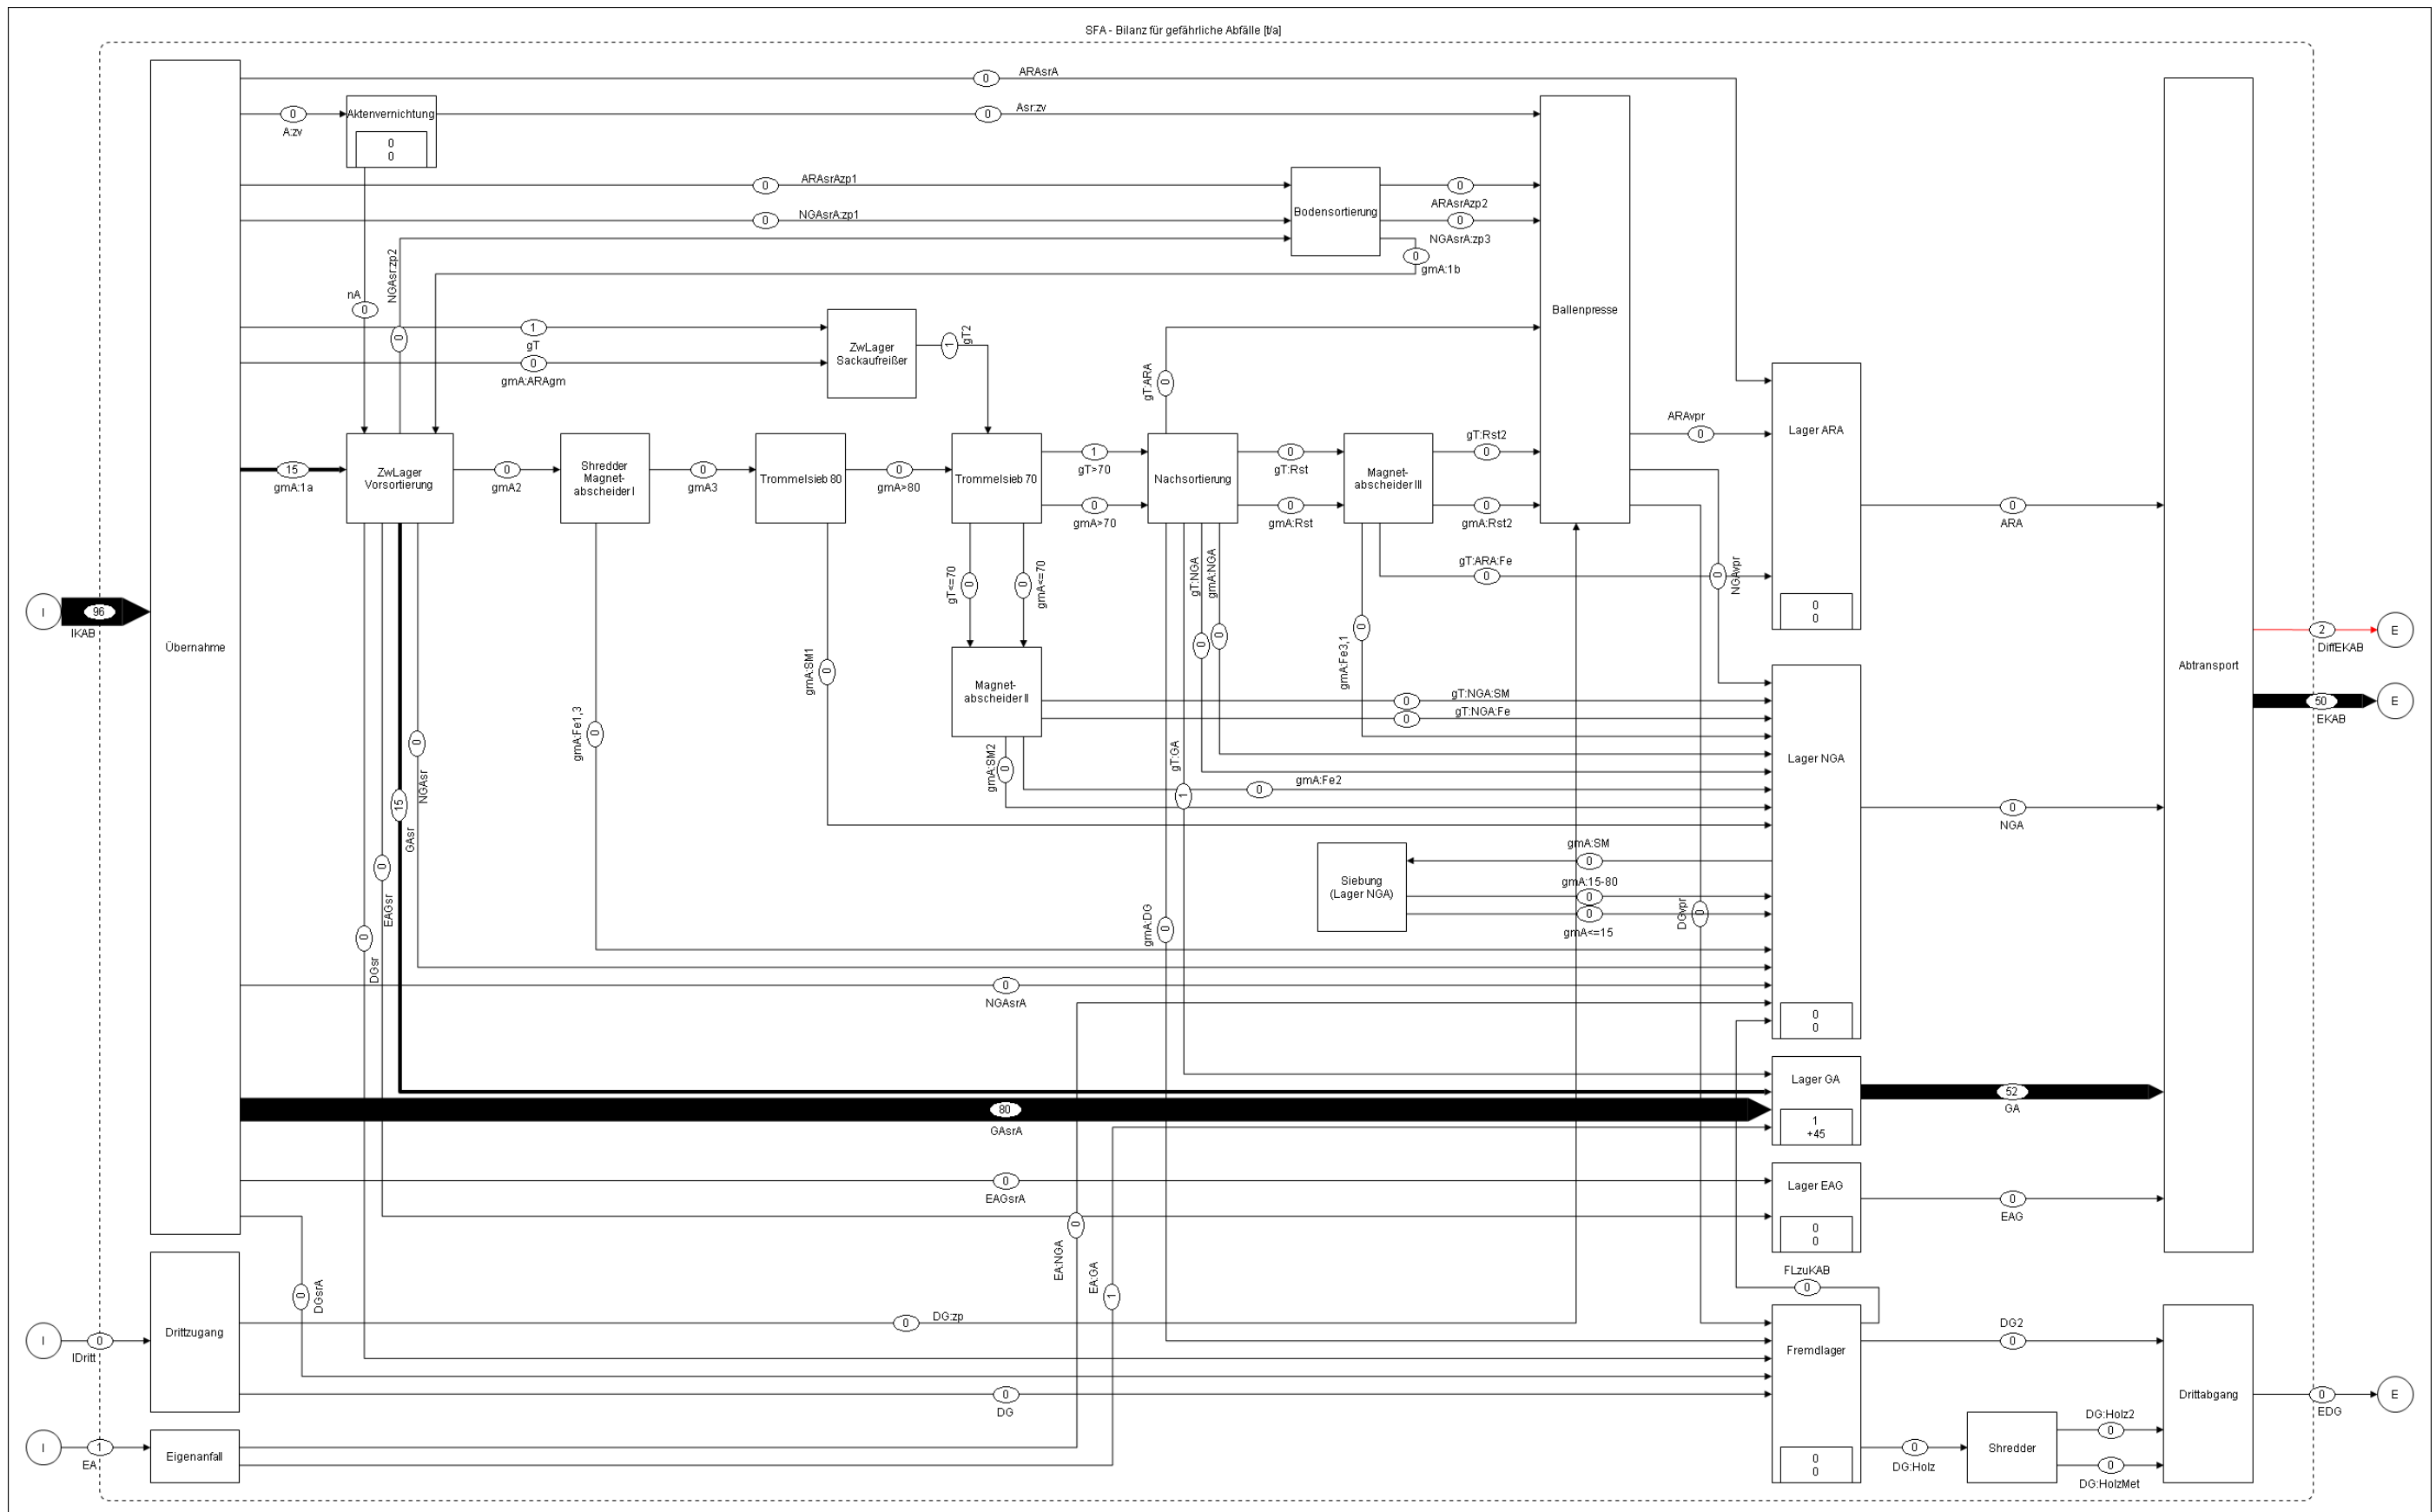 SFA - Bilanz für gefährliche Abfälle [t/a]
0
ARAsrA
0
A:zv
Aktenvernichtung
0
0
0
Asr:zv
0
ARAsrAzp1
0
NGAsrA:zp1
Bodensortierung
0
ARAsrAzp2
0
NGAsrA:zp3
0
gmA:1b
NGAsr:zp2
0
nA
0
1
gT
0
gmA:ARAgm
ZwLager
Sackaufreißer
1
gT2
Ballenpresse
gT:ARA
0
15
gmA:1a
ZwLager
Vorsortierung
0
gmA2
Shredder
Magnet-
abscheider I
0
gmA3
Trommelsieb 80
0
gmA>80
Trommelsieb 70
1
gT>70
0
gmA>70
Nachsortierung
0
gT:Rst
0
gmA:Rst
Magnet-
abscheider III
gT:Rst2
0
0
gmA:Rst2
gT:ARA:Fe
0
ARAvpr
0
Lager ARA
0
0
0
ARA
NGAvpr
0
gT<=70
0
gmA<=70
0
gT:NGA
0
gmA:NGA
0
gmA:Fe3,1
0
I
96
IKAB
Übernahme
Abtransport
2
DiffEKAB
E
50
EKAB
E
Magnet-
abscheider II
gT:NGA:SM
0
gT:NGA:Fe
0
gmA:SM1
0
gmA:Fe1,3
0
gmA:SM2
0
gmA:Fe2
0
gT:GA
1
Lager NGA
0
0
0
NGA
NGAsr
0
GAsr
15
EAGsr
0
DGsr
0
Siebung
(Lager NGA)
gmA:SM
0
gmA:15-80
0
0
gmA<=15
gmA:DG
0
DGvpr
0
0
NGAsrA
80
GAsrA
Lager GA
1
+45
52
GA
0
EAGsrA
Lager EAG
0
0
0
EAG
EA:NGA
0
EA:GA
1
DGsrA
0
FLzuKAB
0
I
0
IDritt
Drittzugang
0
DG:zp
0
DG
Fremdlager
0
0
DG2
0
Drittabgang
0
EDG
E
I
1
EA
Eigenanfall
0
DG:Holz
Shredder
DG:Holz2
0
0
DG:HolzMet